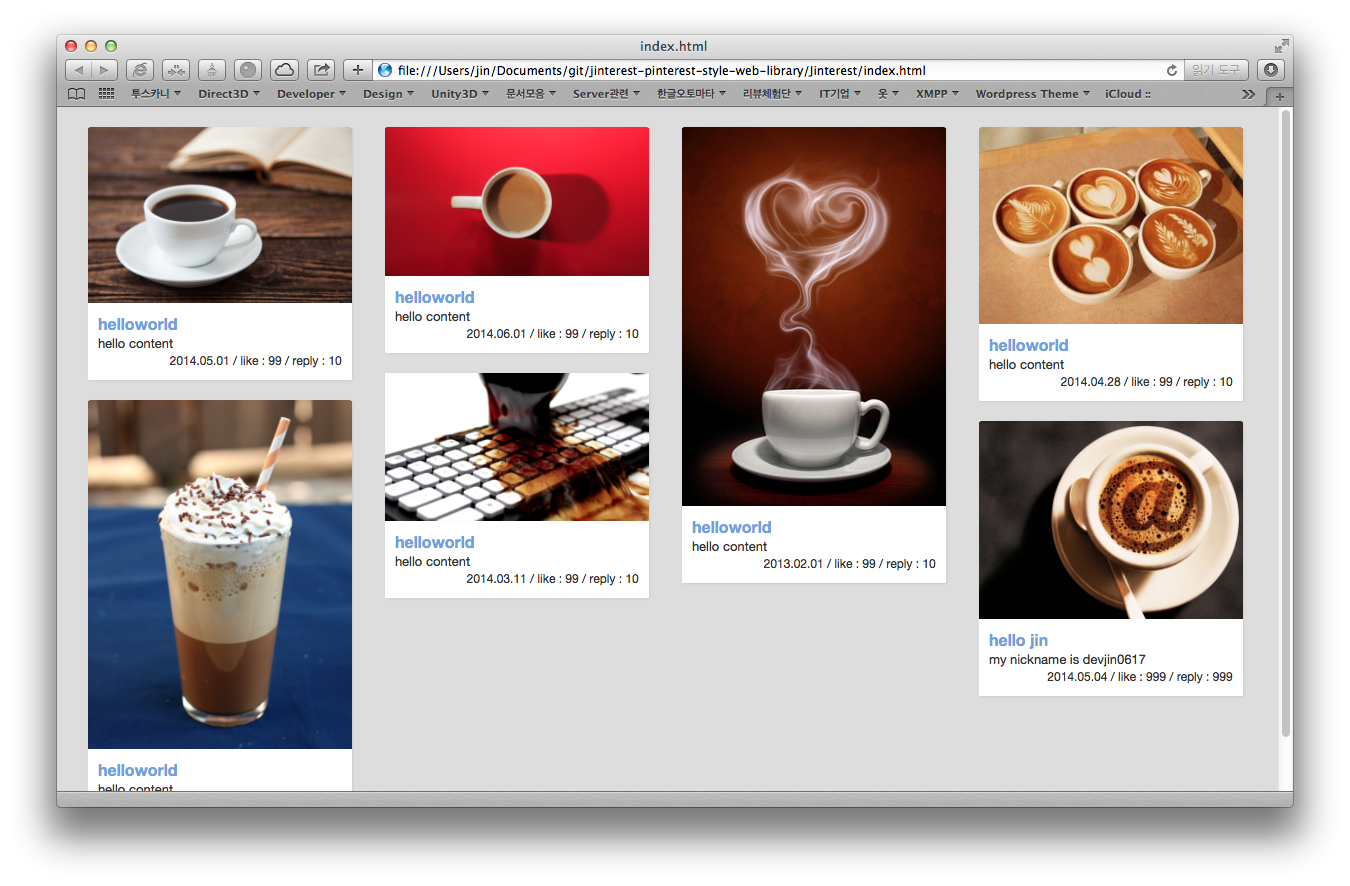 index.html
file:///Users/jin/Documents/git/jinterest-pinterest-style-web-library/Jinterest/index.html
읽기 도구
투스카니 Direct3D Developer Design Unity3D 문서모음 Server관련 한글오토마타 리뷰체험단 IT기업 옷 XMPP Wordpress Theme iCloud ::
helloworld
hello content
2014.05.01 / like : 99 / reply : 10
helloworld
hello content
helloworld
hello content
2014.06.01 / like : 99 / reply : 10
helloworld
hello content
2014.03.11 / like : 99 / reply : 10
helloworld
hello content
2013.02.01 / like : 99 / reply : 10
helloworld
hello content
2014.04.28 / like : 99 / reply : 10
@
hello jin
my nickname is devjin0617
2014.05.04 / like : 999 / reply : 999